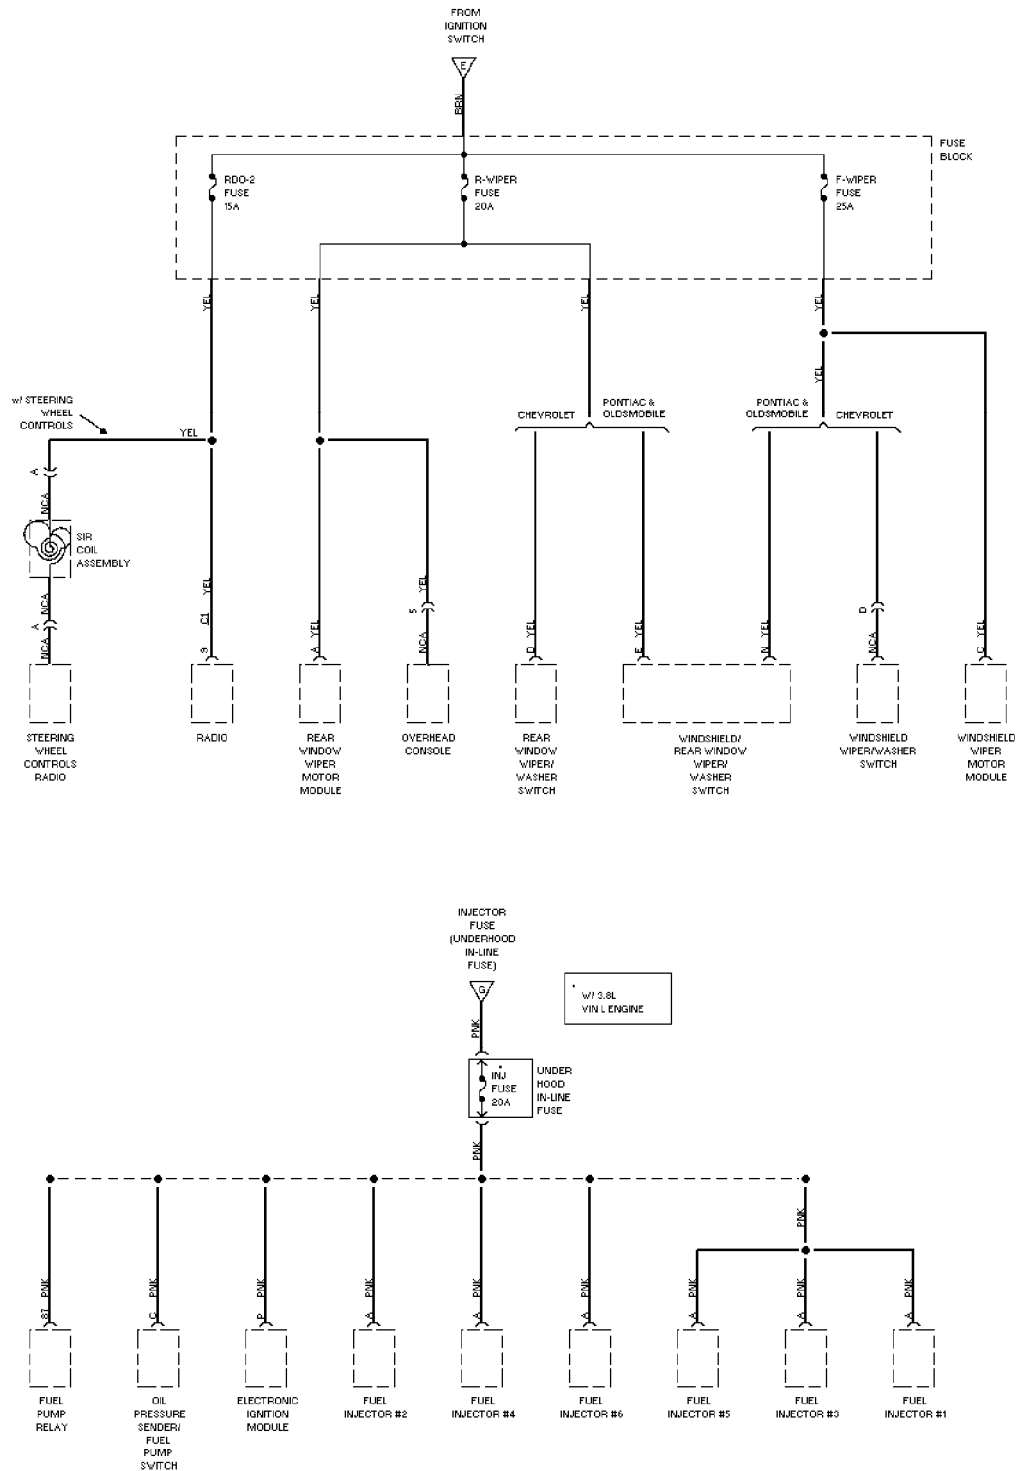 FROM
IGNITION
SWITCH
E
BRN
FUSE
BLOCK
RDO-2
FUSE
15A
R-WIPER
FUSE
20A
F-WIPER
FUSE
25A
YEL
YEL
YEL
YEL
YEL
W/ STEERING
WHEEL
CONTROLS
YEL
CHEVROLET
PONTIAC &
OLDSMOBILE
PONTIAC &
OLDSMOBILE
CHEVROLET
A
NCA
SIR
COIL
ASSEMBLY
NCA
A
NCA
YEL
C1
9
YEL
A
YEL
5
NCA
YEL
D
YEL
E
YEL
N
D
NCA
YEL
C
STEERING
WHEEL
CONTROLS
RADIO
RADIO
REAR
WINDOW
WIPER
MOTOR
MODULE
OVERHEAD
CONSOLE
REAR
WINDOW
WIPER/
WASHER
SWITCH
WINDSHIELD/
REAR WINDOW
WIPER/
WASHER
SWITCH
WINDSHIELD
WIPER/WASHER
SWITCH
WINDSHIELD
WIPER
MOTOR
MODULE
INJECTOR
FUSE
(UNDERHOOD
IN-LINE
FUSE)
G
* W/ 3.8L
VIN L ENGINE
PNK
*
INJ
FUSE
20A
UNDER
HOOD
IN-LINE
FUSE
PNK
PNK
PNK
87
PNK
C
PNK
P
PNK
A
PNK
A
PNK
A
PNK
A
PNK
A
PNK
A
FUEL
PUMP
RELAY
OIL
PRESSURE
SENDER/
FUEL
PUMP
SWITCH
ELECTRONIC
IGNITION
MODULE
FUEL
INJECTOR #2
FUEL
INJECTOR #4
FUEL
INJECTOR #6
FUEL
INJECTOR #5
FUEL
INJECTOR #3
FUEL
INJECTOR #1